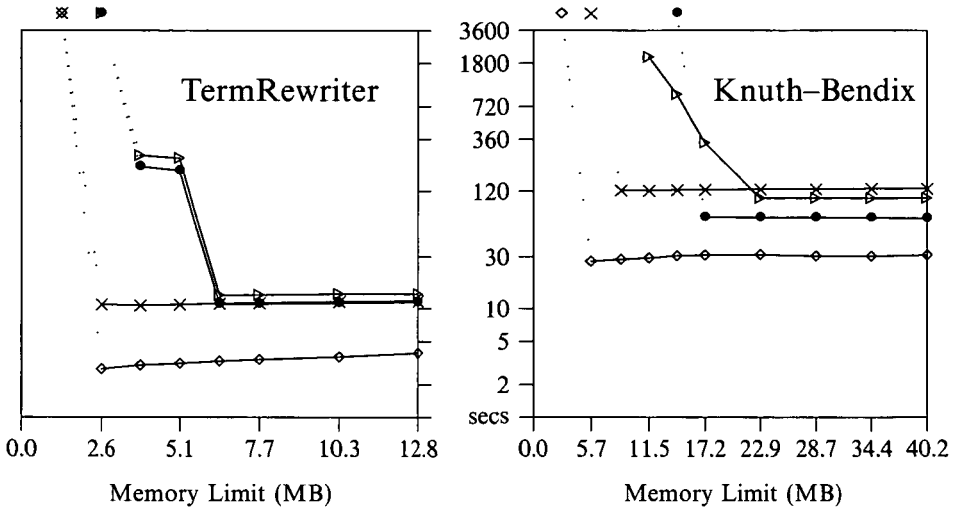 TermRewriter
0.0 2.6 5.1 7.7 10.3 12.8
Memory Limit (MB)
3600
1800
720
360
120
30
10
5
2
secs
Knuth–Bendix
0.0 5.7 11.5 17.2 22.9 28.7 34.4 40.2
Memory Limit (MB)